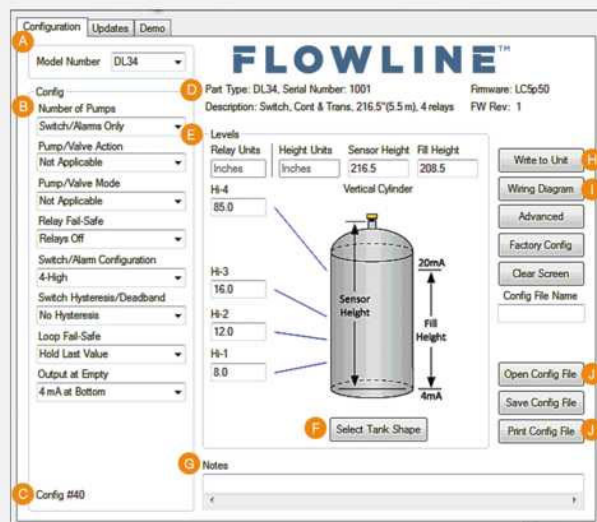 Configuration
Updates
Demo
A
Model Number
DL34
FLOWLINE™
D
Part Type: DL34, Serial Number: 1001
Firmware: LC5p50
Description: Switch, Cont & Trans, 216.5"(5.5 m), 4 relays
FW Rev: 1
Config
B
Number of Pumps
Switch/Alarms Only
Pump/Valve Action
Not Applicable
Pump/Valve Mode
Not Applicable
Relay Fail-Safe
Relays Off
Switch/Alarm Configuration
4-High
Switch Hysteresis/Deadband
No Hysteresis
Loop Fail-Safe
Hold Last Value
Output at Empty
4 mA at Bottom
C
Config #40
E
Levels
Relay Units
Height Units
Sensor Height
Fill Height
Inches
Inches
216.5
208.5
Hi-4
Vertical Cylinder
85.0
Hi-3
16.0
Hi-2
12.0
Hi-1
8.0
20mA
Sensor
Height
Fill
Height
4mA
F
Select Tank Shape
G
Notes
Write to Unit
H
Wiring Diagram
I
Advanced
Factory Config
Clear Screen
Config File Name
Open Config File
J
Save Config File
Print Config File
J